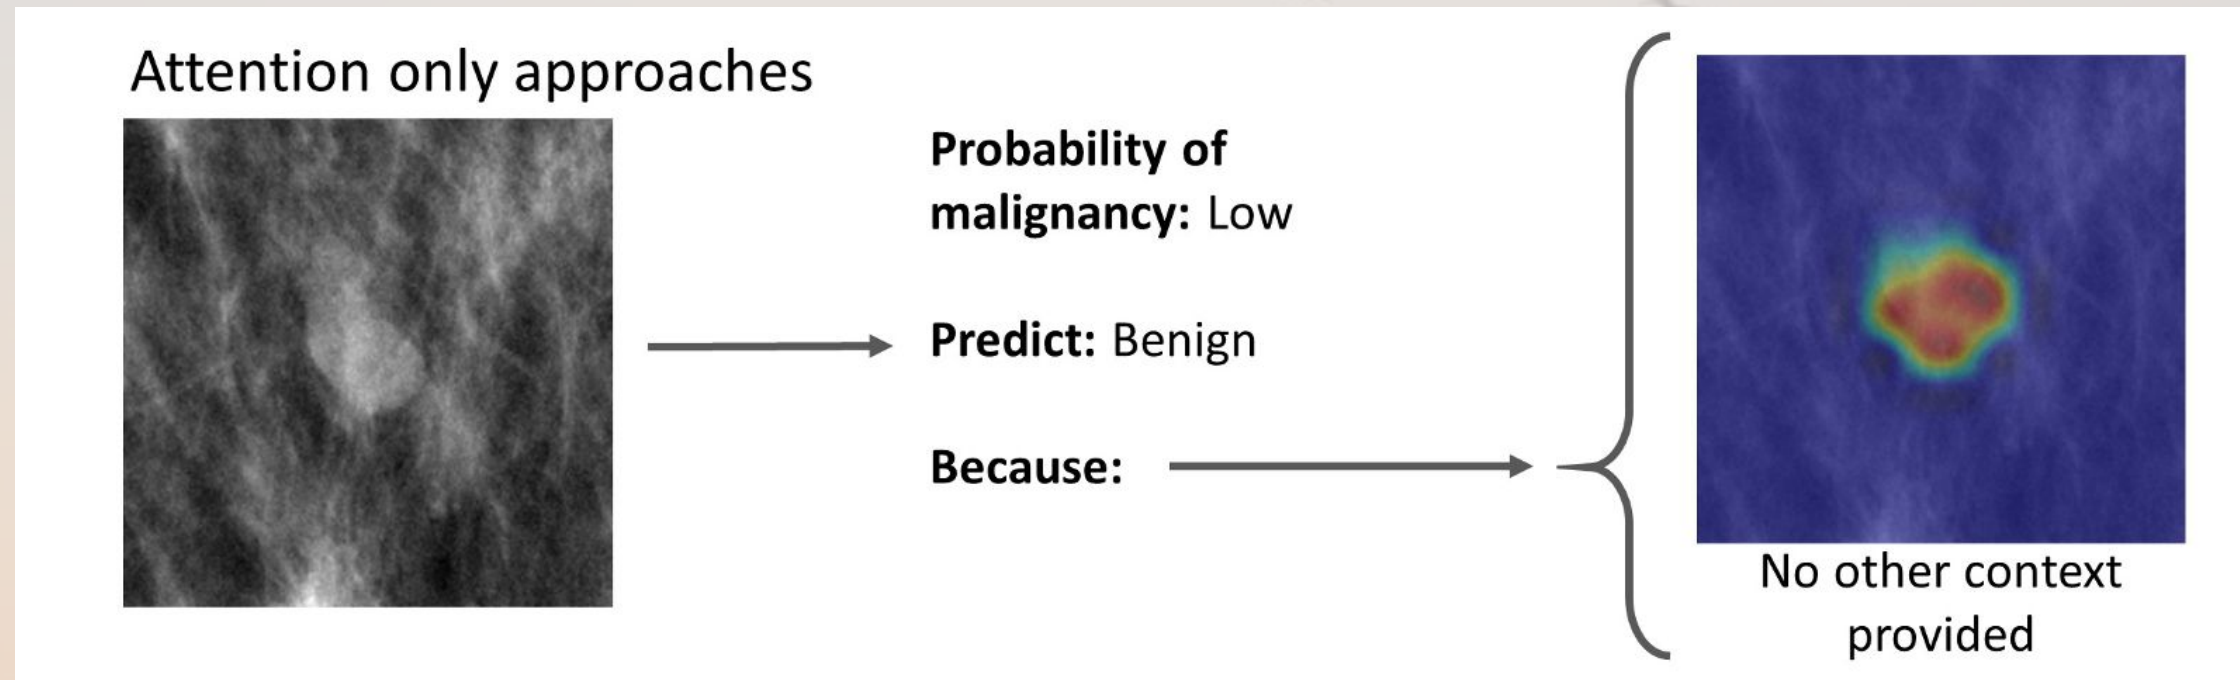 Attention only approaches
Probability of
malignancy: Low
Predict: Benign
Because:
No other context
provided